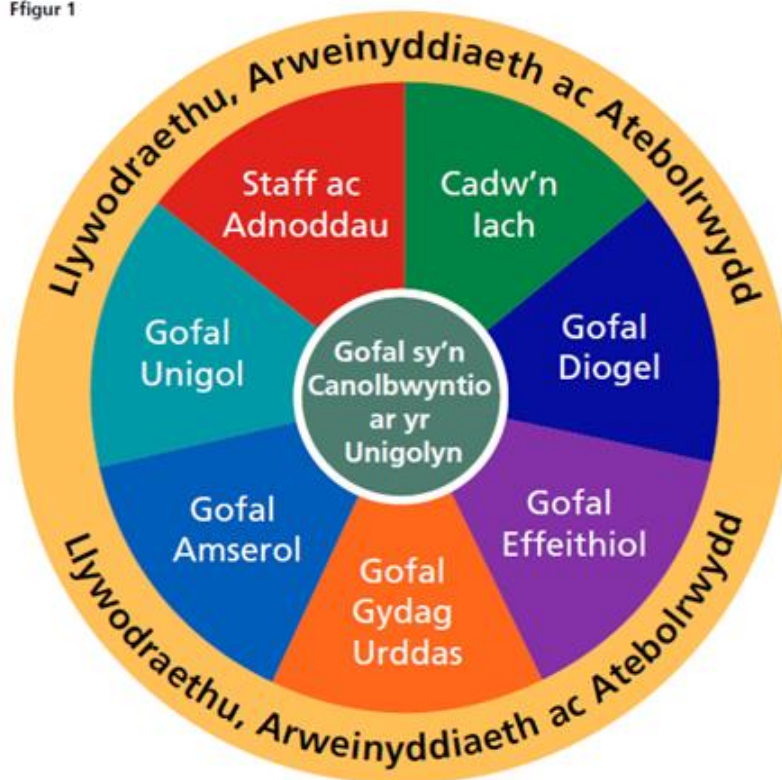 Ffigur 1
Llywodraethu, Arweinyddiaeth ac Atebolrwydd
Staff ac
Adnoddau
Cadw'n
Iach
Gofal
Unigol
Gofal
Diogel
Gofal sy'n
Canolbwyntio
ar yr
Unigolyn
Gofal
Amserol
Gofal
Effeithiol
Gofal
Gydag
Urddas
Llywodraethu, Arweinyddiaeth ac Atebolrwydd